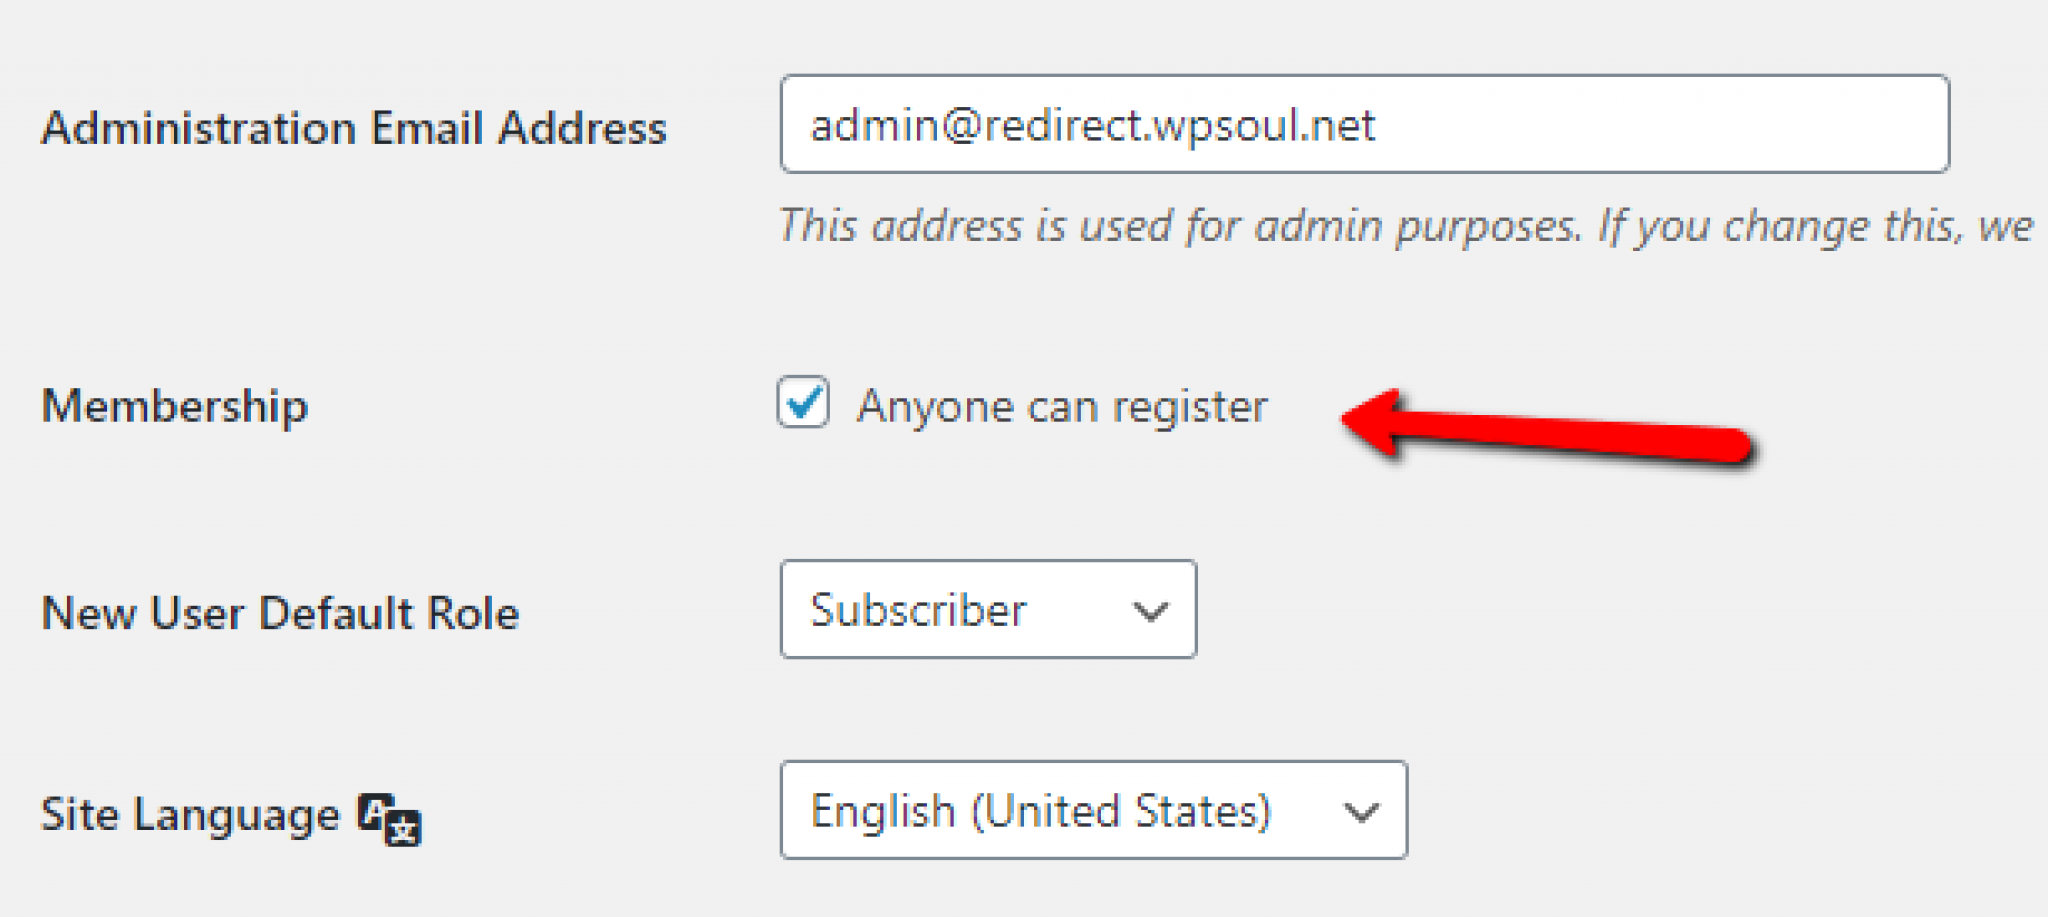 Administration Email Address
admin@redirect.wpsoul.net
This address is used for admin purposes. If you change this, we
Membership
Anyone can register
New User Default Role
Subscriber
Site Language
English (United States)